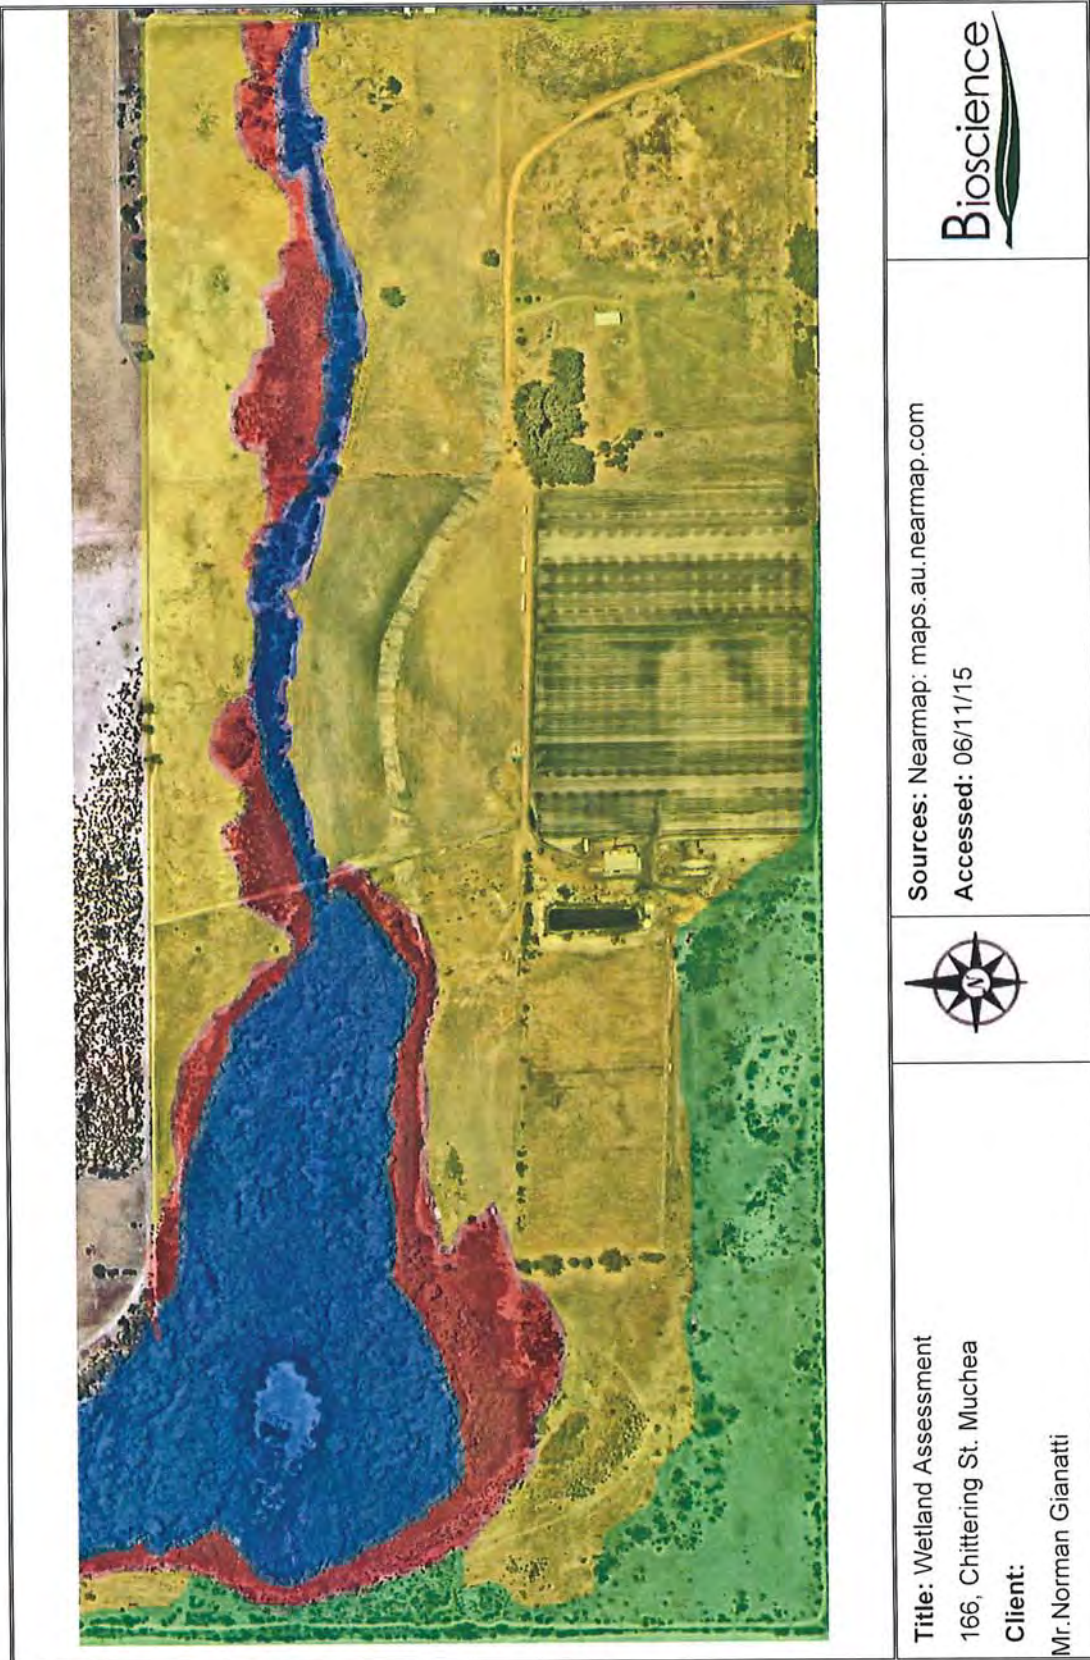 Title: Wetland Assessment
166, Chittering St. Muchea
Client:
Mr.Norman Gianatti
N
Sources: Nearmap: maps.au.nearmap.com
Accessed: 06/11/15
Bioscience